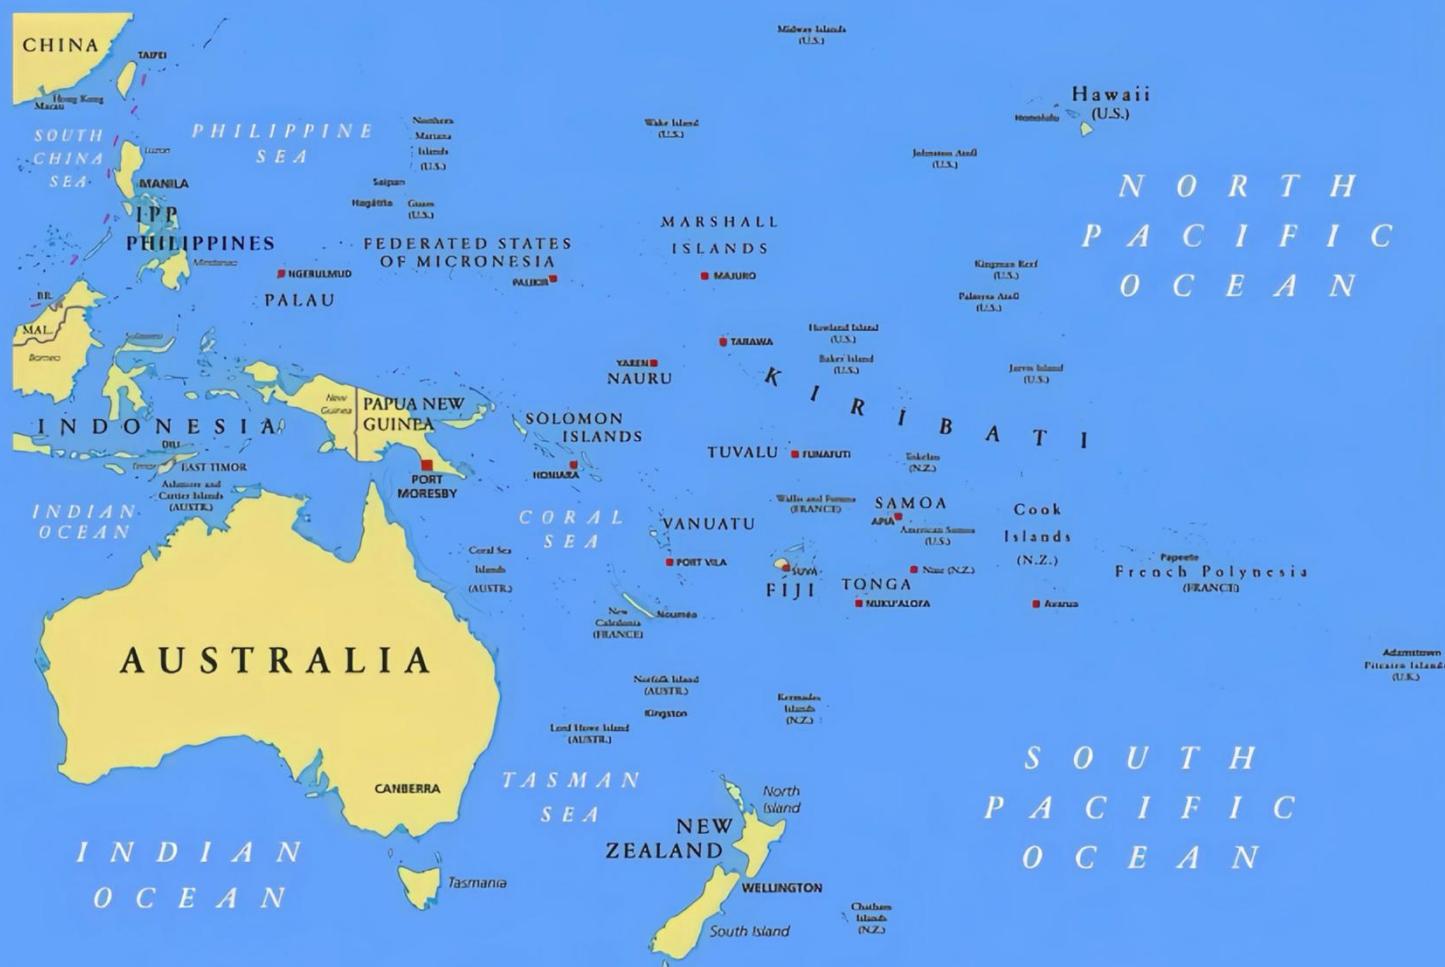 CHINA
TAIPEI
Hong Kong
Macau
SOUTH
CHINA
SEA
PHILIPPINE
SEA
Luzon
MANILA
IPP
PHILIPPINES
Mindanao
Northern
Mariana
Islands
(U.S.)
Saipan
Hagåtña
Guam
(U.S.)
Midway Islands
(U.S.)
Wake Island
(U.S.)
Hawaii
(U.S.)
Honolulu
Johnston Atoll
(U.S.)
NORTH
PACIFIC
OCEAN
MARSHALL
ISLANDS
MAJURO
FEDERATED STATES
OF MICRONESIA
PALIKIR
NGERULMUD
PALAU
Kingman Reef
(U.S.)
Palmyra Atoll
(U.S.)
BR.
MAL.
Borneo
TARAWA
Howland Island
(U.S.)
Baker Island
(U.S.)
Jarvis Island
(U.S.)
YAREN
NAURU
KIRIBATI
INDONESIA
New
Guinea
PAPUA NEW
GUINEA
PORT
MORESBY
SOLOMON
ISLANDS
HONIARA
TUVALU
FUNAFUTI
Tokelau
(N.Z.)
DILI
Timor
EAST TIMOR
Ashmore and
Cartier Islands
(AUSTR.)
INDIAN
OCEAN
CORAL
SEA
Coral Sea
Islands
(AUSTR.)
VANUATU
PORT VILA
Wallis and Futuna
(FRANCE)
SAMOA
APIA
American Samoa
(U.S.)
Cook
Islands
(N.Z.)
SUVA
FIJI
TONGA
Niue (N.Z.)
NUKU'ALOFA
Avarua
Papeete
French Polynesia
(FRANCE)
New
Caledonia
(FRANCE)
Nouméa
AUSTRALIA
Norfolk Island
(AUSTR.)
Kingston
Lord Howe Island
(AUSTR.)
Kermadec
Islands
(N.Z.)
Adamstown
Pitcairn Islands
(U.K.)
CANBERRA
TASMAN
SEA
SOUTH
PACIFIC
OCEAN
INDIAN
OCEAN
Tasmania
North
Island
NEW
ZEALAND
WELLINGTON
South Island
Chatham
Islands
(N.Z.)